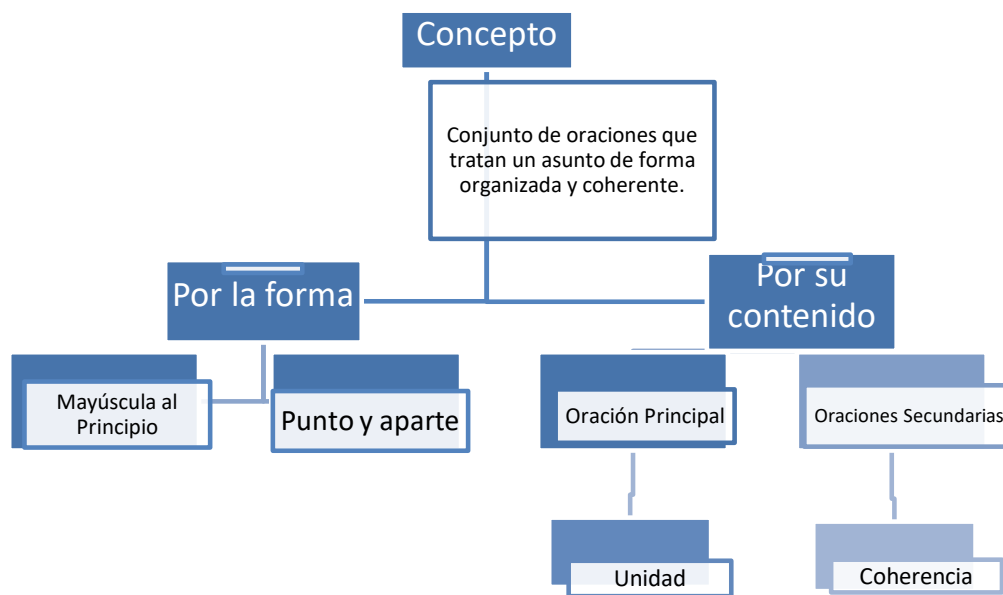 Concepto
Conjunto de oraciones que
tratan un asunto de forma
organizada y coherente.
Por la forma
Por su
contenido
Mayúscula al
Principio
Punto y aparte
Oración Principal
Oraciones Secundarias
Unidad
Coherencia